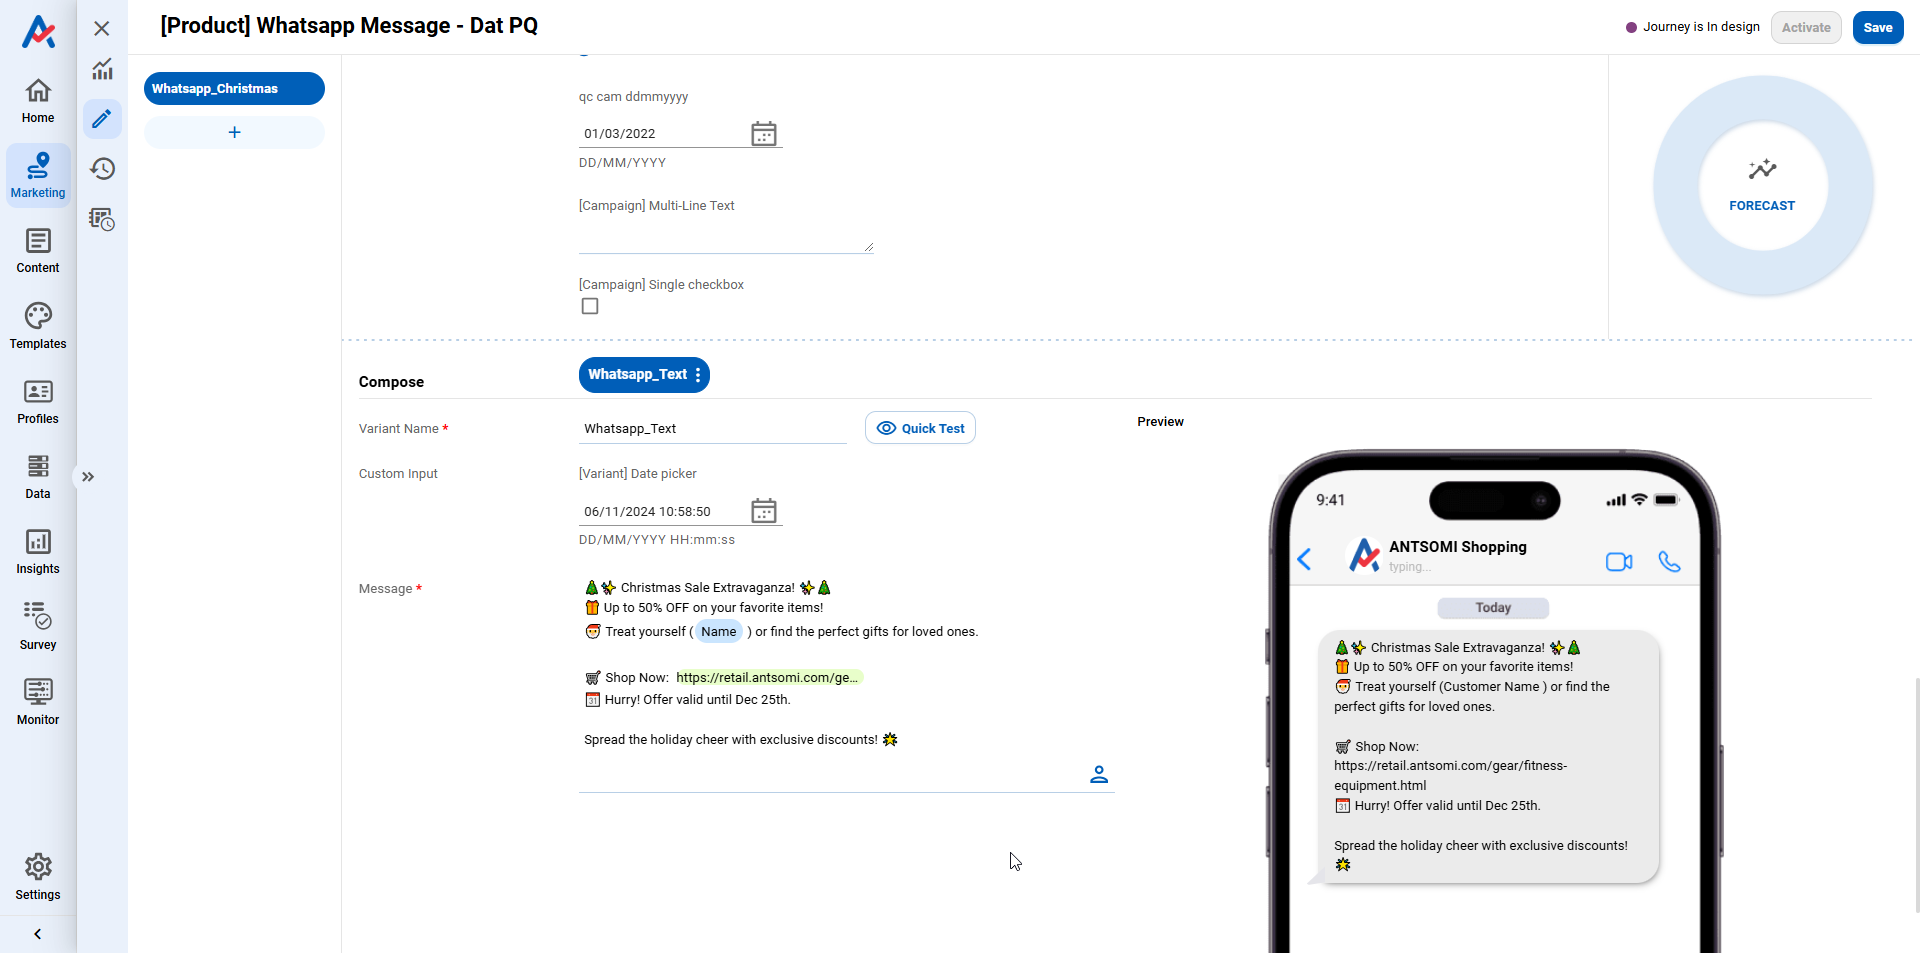 [Product] Whatsapp Message - Dat PQ
Journey is In design
Activate
Save
Home
Marketing
Content
Templates
Profiles
Data
Insights
Survey
Monitor
Settings
Whatsapp_Christmas
+
qc cam ddmmyyyy
01/03/2022
DD/MM/YYYY
[Campaign] Multi-Line Text
[Campaign] Single checkbox
FORECAST
Compose
Whatsapp_Text
Variant Name *
Whatsapp_Text
Quick Test
Custom Input
[Variant] Date picker
06/11/2024 10:58:50
DD/MM/YYYY HH:mm:ss
Message *
🎄✨ Christmas Sale Extravaganza! ✨🎄
🎁 Up to 50% OFF on your favorite items!
🎅 Treat yourself ( Name ) or find the perfect gifts for loved ones.
🛒 Shop Now: https://retail.antsomi.com/ge...
📅 Hurry! Offer valid until Dec 25th.
Spread the holiday cheer with exclusive discounts! 🌟
Preview
9:41
ANTSOMI Shopping
typing...
Today
🎄✨ Christmas Sale Extravaganza! ✨🎄
🎁 Up to 50% OFF on your favorite items!
🎅 Treat yourself (Customer Name ) or find the
perfect gifts for loved ones.
🛒 Shop Now:
https://retail.antsomi.com/gear/fitness-
equipment.html
📅 Hurry! Offer valid until Dec 25th.
Spread the holiday cheer with exclusive discounts!
🌟